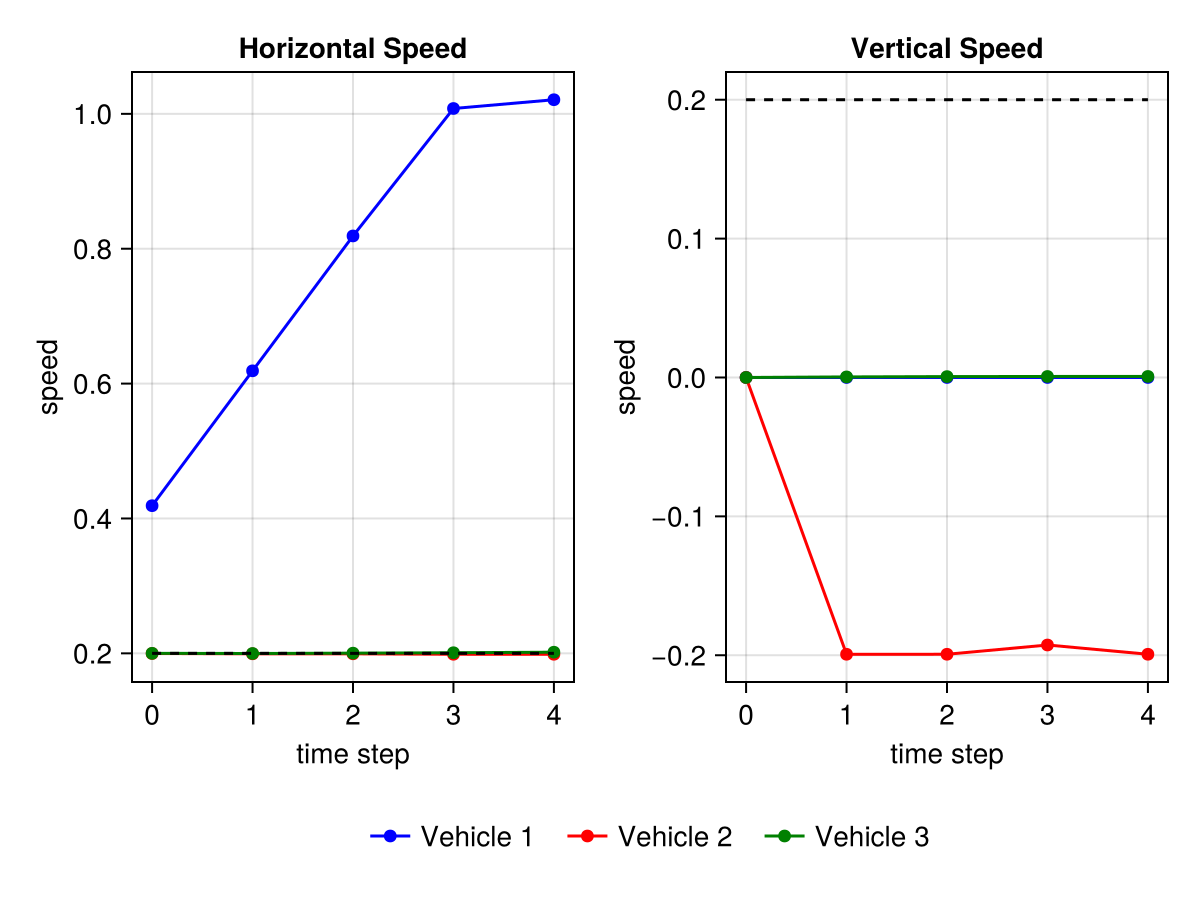 Horizontal Speed
1.0
0.8
0.6
0.4
0.2
speed
0 1 2 3 4
time step
Vertical Speed
0.2
0.1
0.0
−0.1
−0.2
speed
0 1 2 3 4
time step
Vehicle 1 Vehicle 2 Vehicle 3